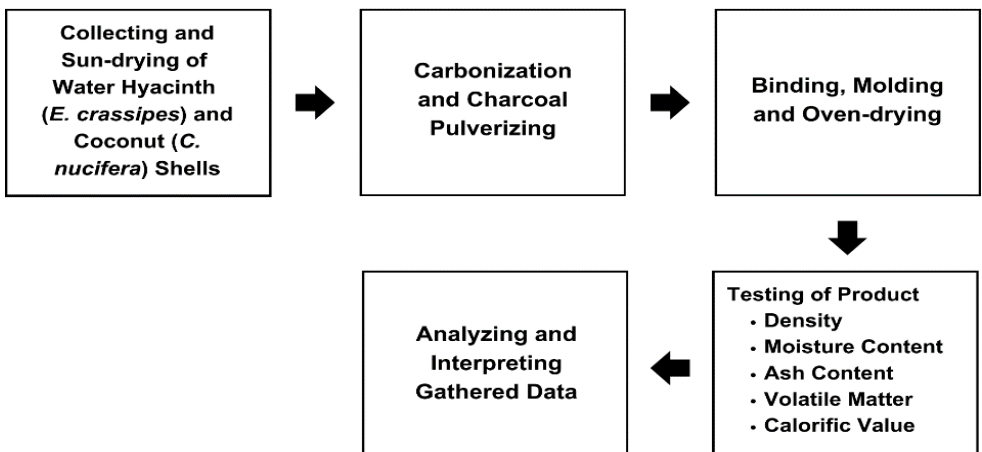 Collecting and
Sun-drying of
Water Hyacinth
(E. crassipes) and
Coconut (C.
nucifera) Shells
Carbonization
and Charcoal
Pulverizing
Binding, Molding
and Oven-drying
Testing of Product
• Density
• Moisture Content
• Ash Content
• Volatile Matter
• Calorific Value
Analyzing and
Interpreting
Gathered Data